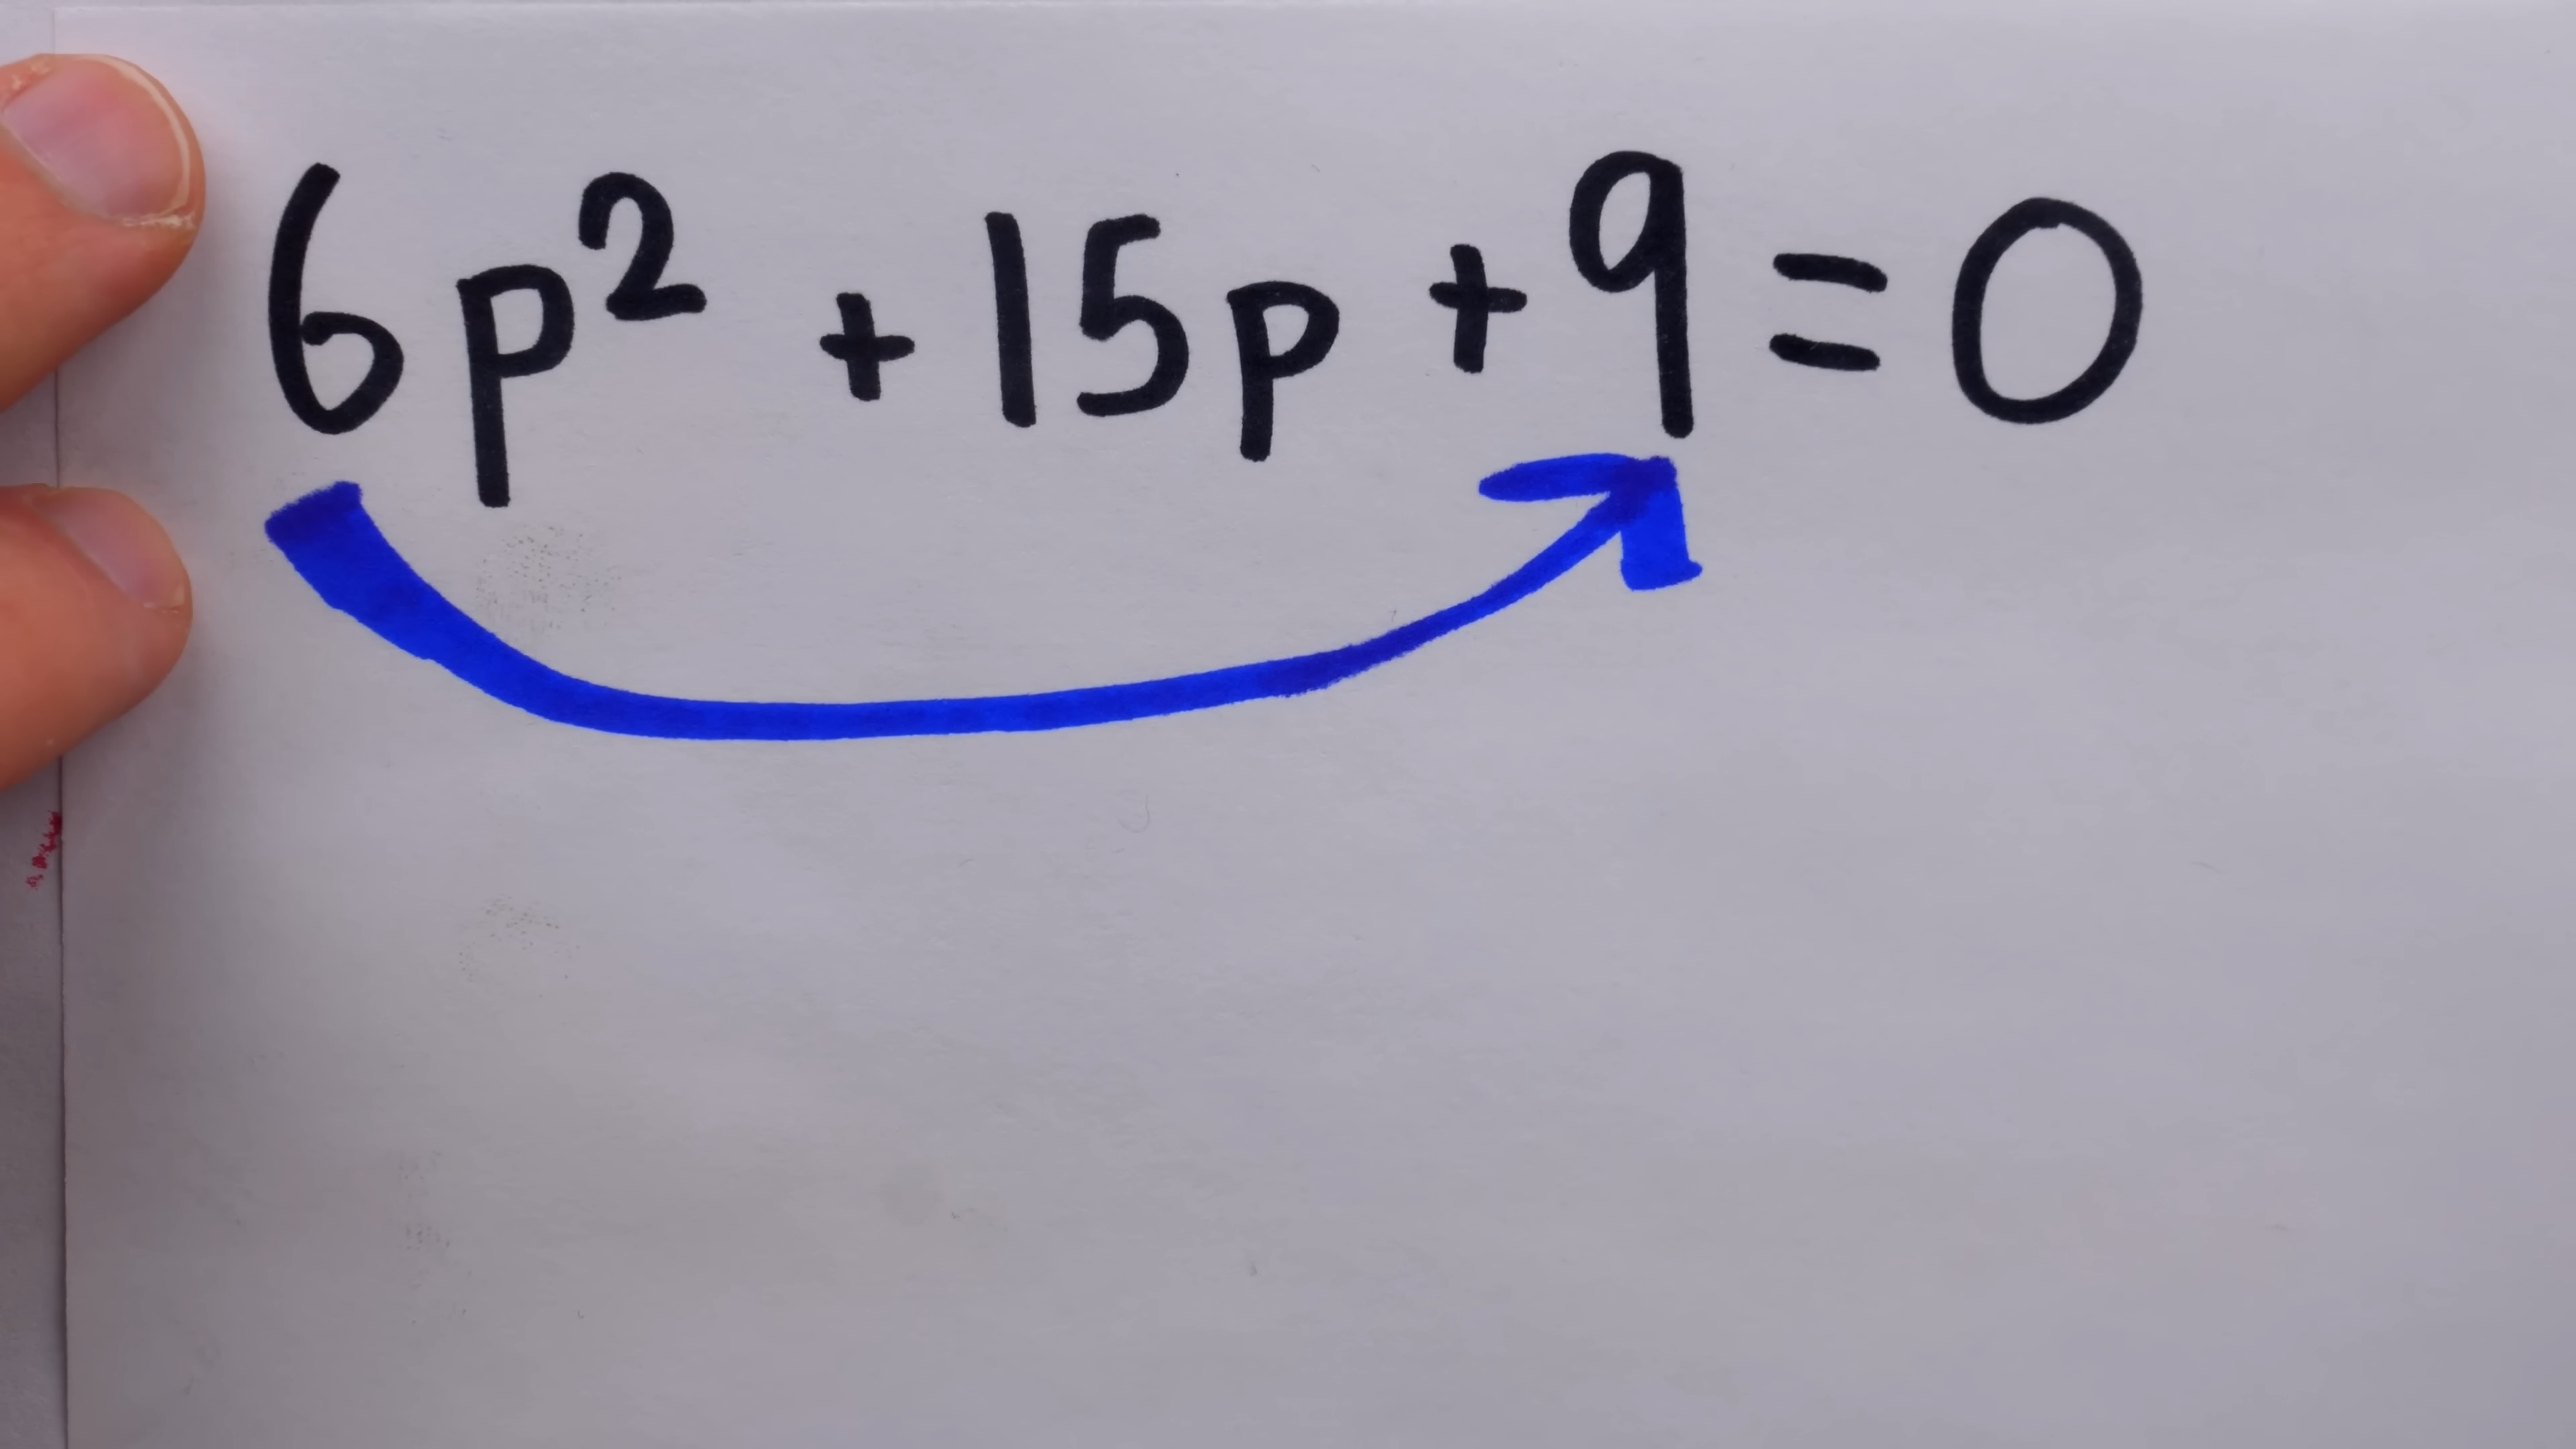 6p² + 15p + 9 = 0